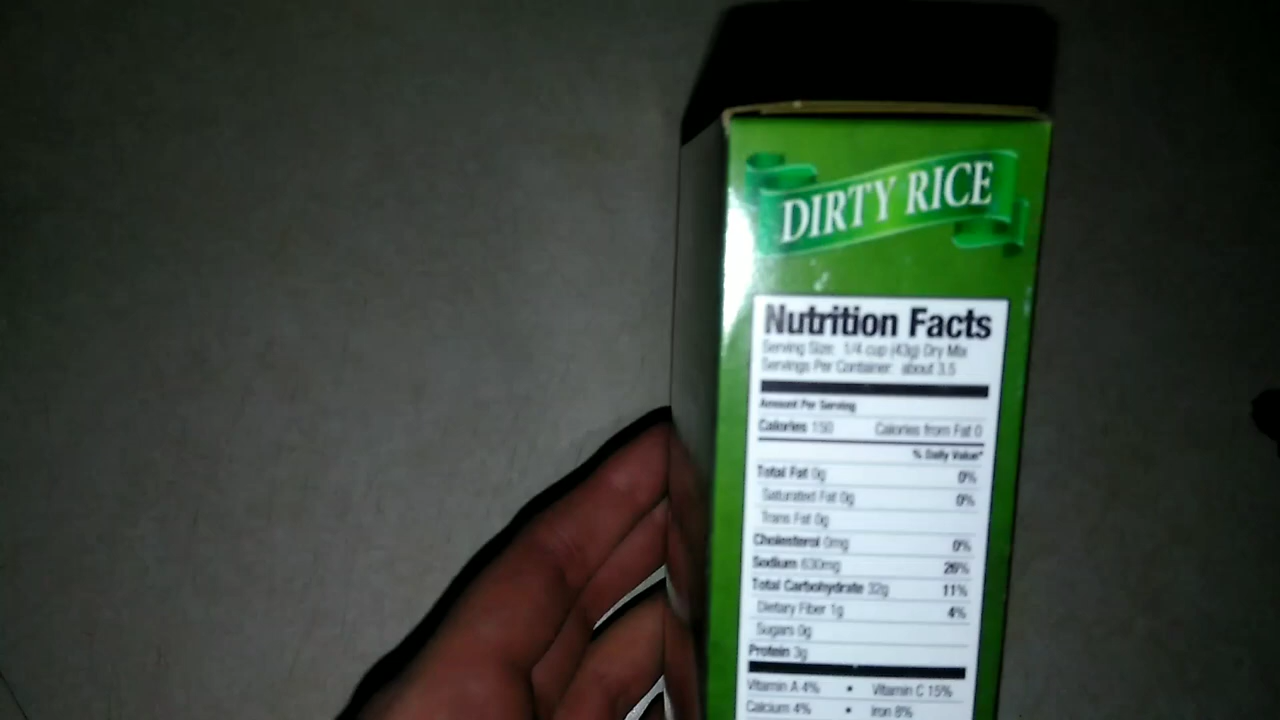 DIRTY RICE
Nutrition Facts
Serving Size: 1/4 cup (43g) Dry Mix
Servings Per Container: about 3.5
Amount Per Serving
Calories 150 Calories from Fat 0
% Daily Value*
Total Fat 0g 0%
Saturated Fat 0g 0%
Trans Fat 0g
Cholesterol 0mg 0%
Sodium 630mg 26%
Total Carbohydrate 32g 11%
Dietary Fiber 1g 4%
Sugars 0g
Protein 3g
Vitamin A 4% • Vitamin C 15%
Calcium 4% • Iron 8%